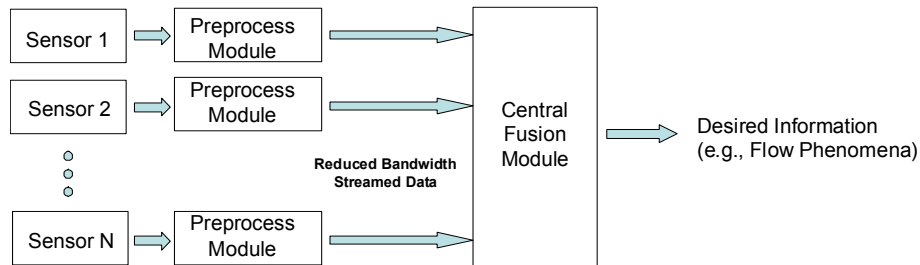 Sensor 1
Preprocess
Module
Sensor 2
Preprocess
Module
Central
Fusion
Module
Desired Information
(e.g., Flow Phenomena)
Reduced Bandwidth
Streamed Data
Sensor N
Preprocess
Module